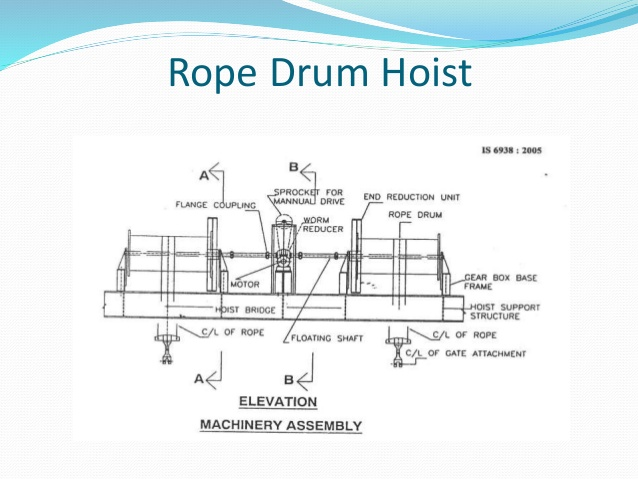 Rope Drum Hoist
IS 6938 : 2005
A
B
SPROCKET FOR
MANNUAL DRIVE
END REDUCTION UNIT
FLANGE COUPLING
ROPE DRUM
WORM
REDUCER
MOTOR
GEAR BOX BASE
FRAME
HOIST BRIDGE
HOIST SUPPORT
STRUCTURE
C/L OF ROPE
FLOATING SHAFT
C/L OF ROPE
C/L OF GATE ATTACHMENT
A
B
ELEVATION
MACHINERY ASSEMBLY